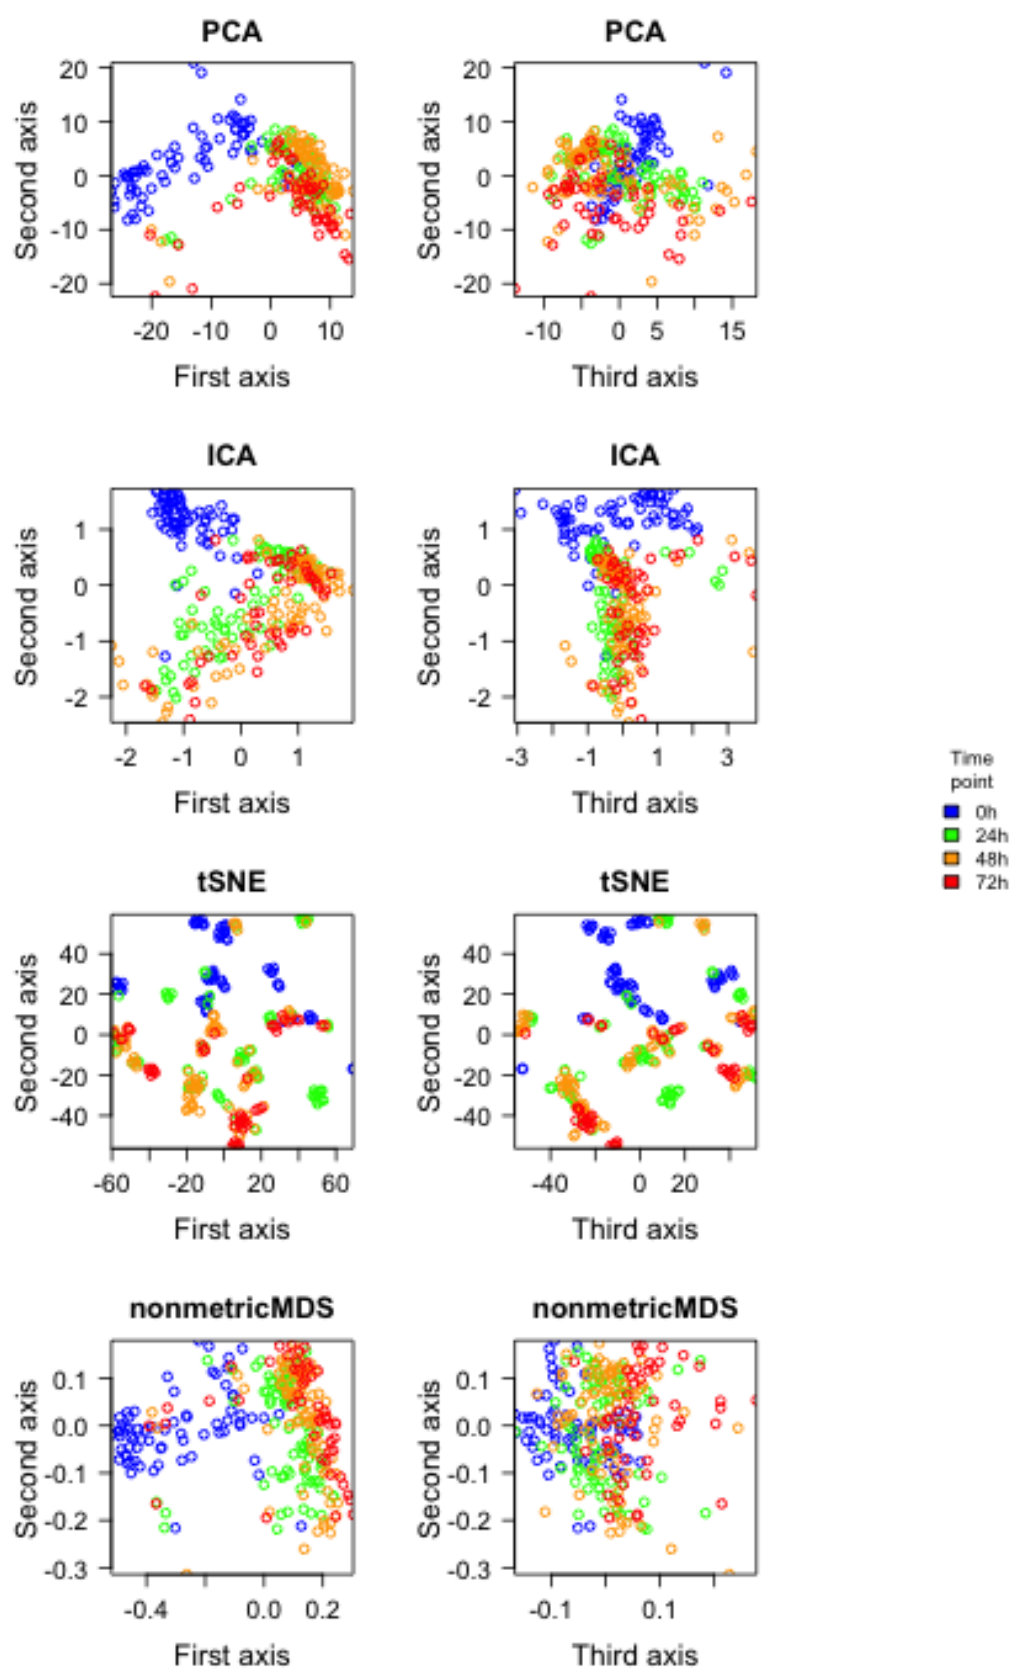 PCA
20
10
0
-10
-20
Second axis
-20 -10 0 10
First axis
PCA
20
10
0
-10
-20
Second axis
-10 0 5 15
Third axis
ICA
1
0
-1
-2
Second axis
-2 -1 0 1
First axis
ICA
1
0
-1
-2
Second axis
-3 -1 1 3
Third axis
Time
point
0h
24h
48h
72h
tSNE
40
20
0
-20
-40
Second axis
-60 -20 20 60
First axis
tSNE
40
20
0
-20
-40
Second axis
-40 0 20
Third axis
nonmetricMDS
0.1
0.0
-0.1
-0.2
-0.3
Second axis
-0.4 0.0 0.2
First axis
nonmetricMDS
0.1
0.0
-0.1
-0.2
-0.3
Second axis
-0.1 0.1
Third axis